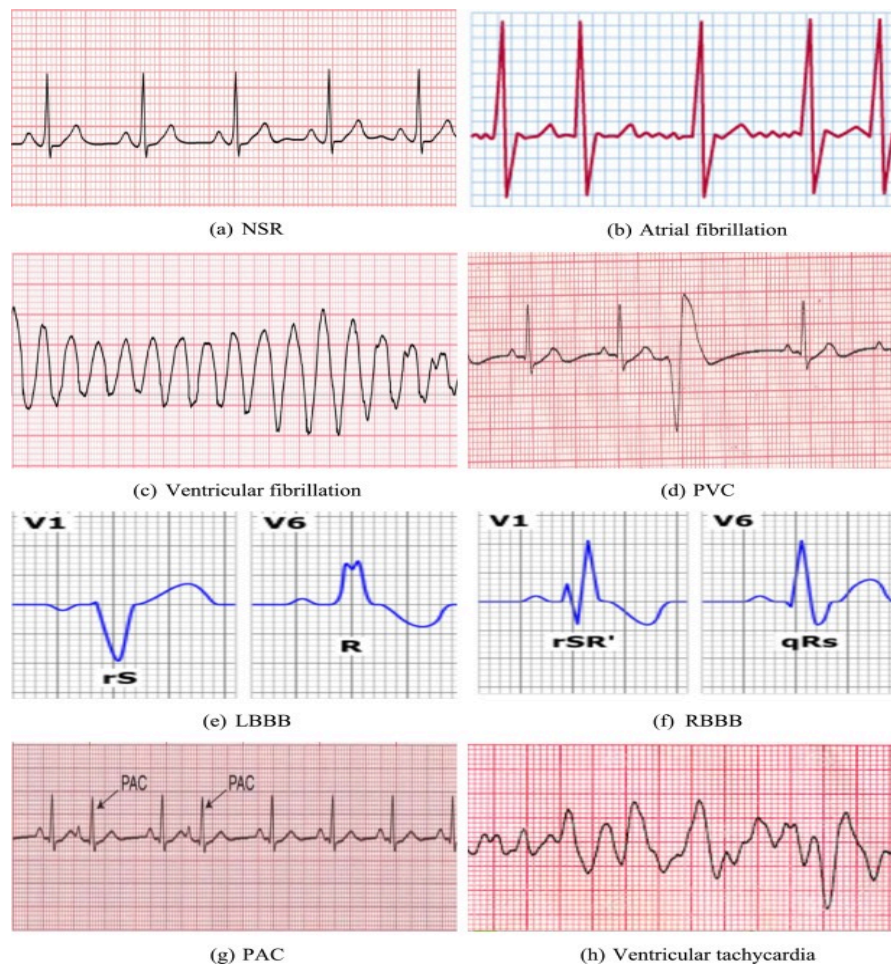 (a) NSR
(b) Atrial fibrillation
(c) Ventricular fibrillation
(d) PVC
V1
V6
rS
R
V1
V6
rSR'
qRs
(e) LBBB
(f) RBBB
PAC
PAC
(g) PAC
(h) Ventricular tachycardia